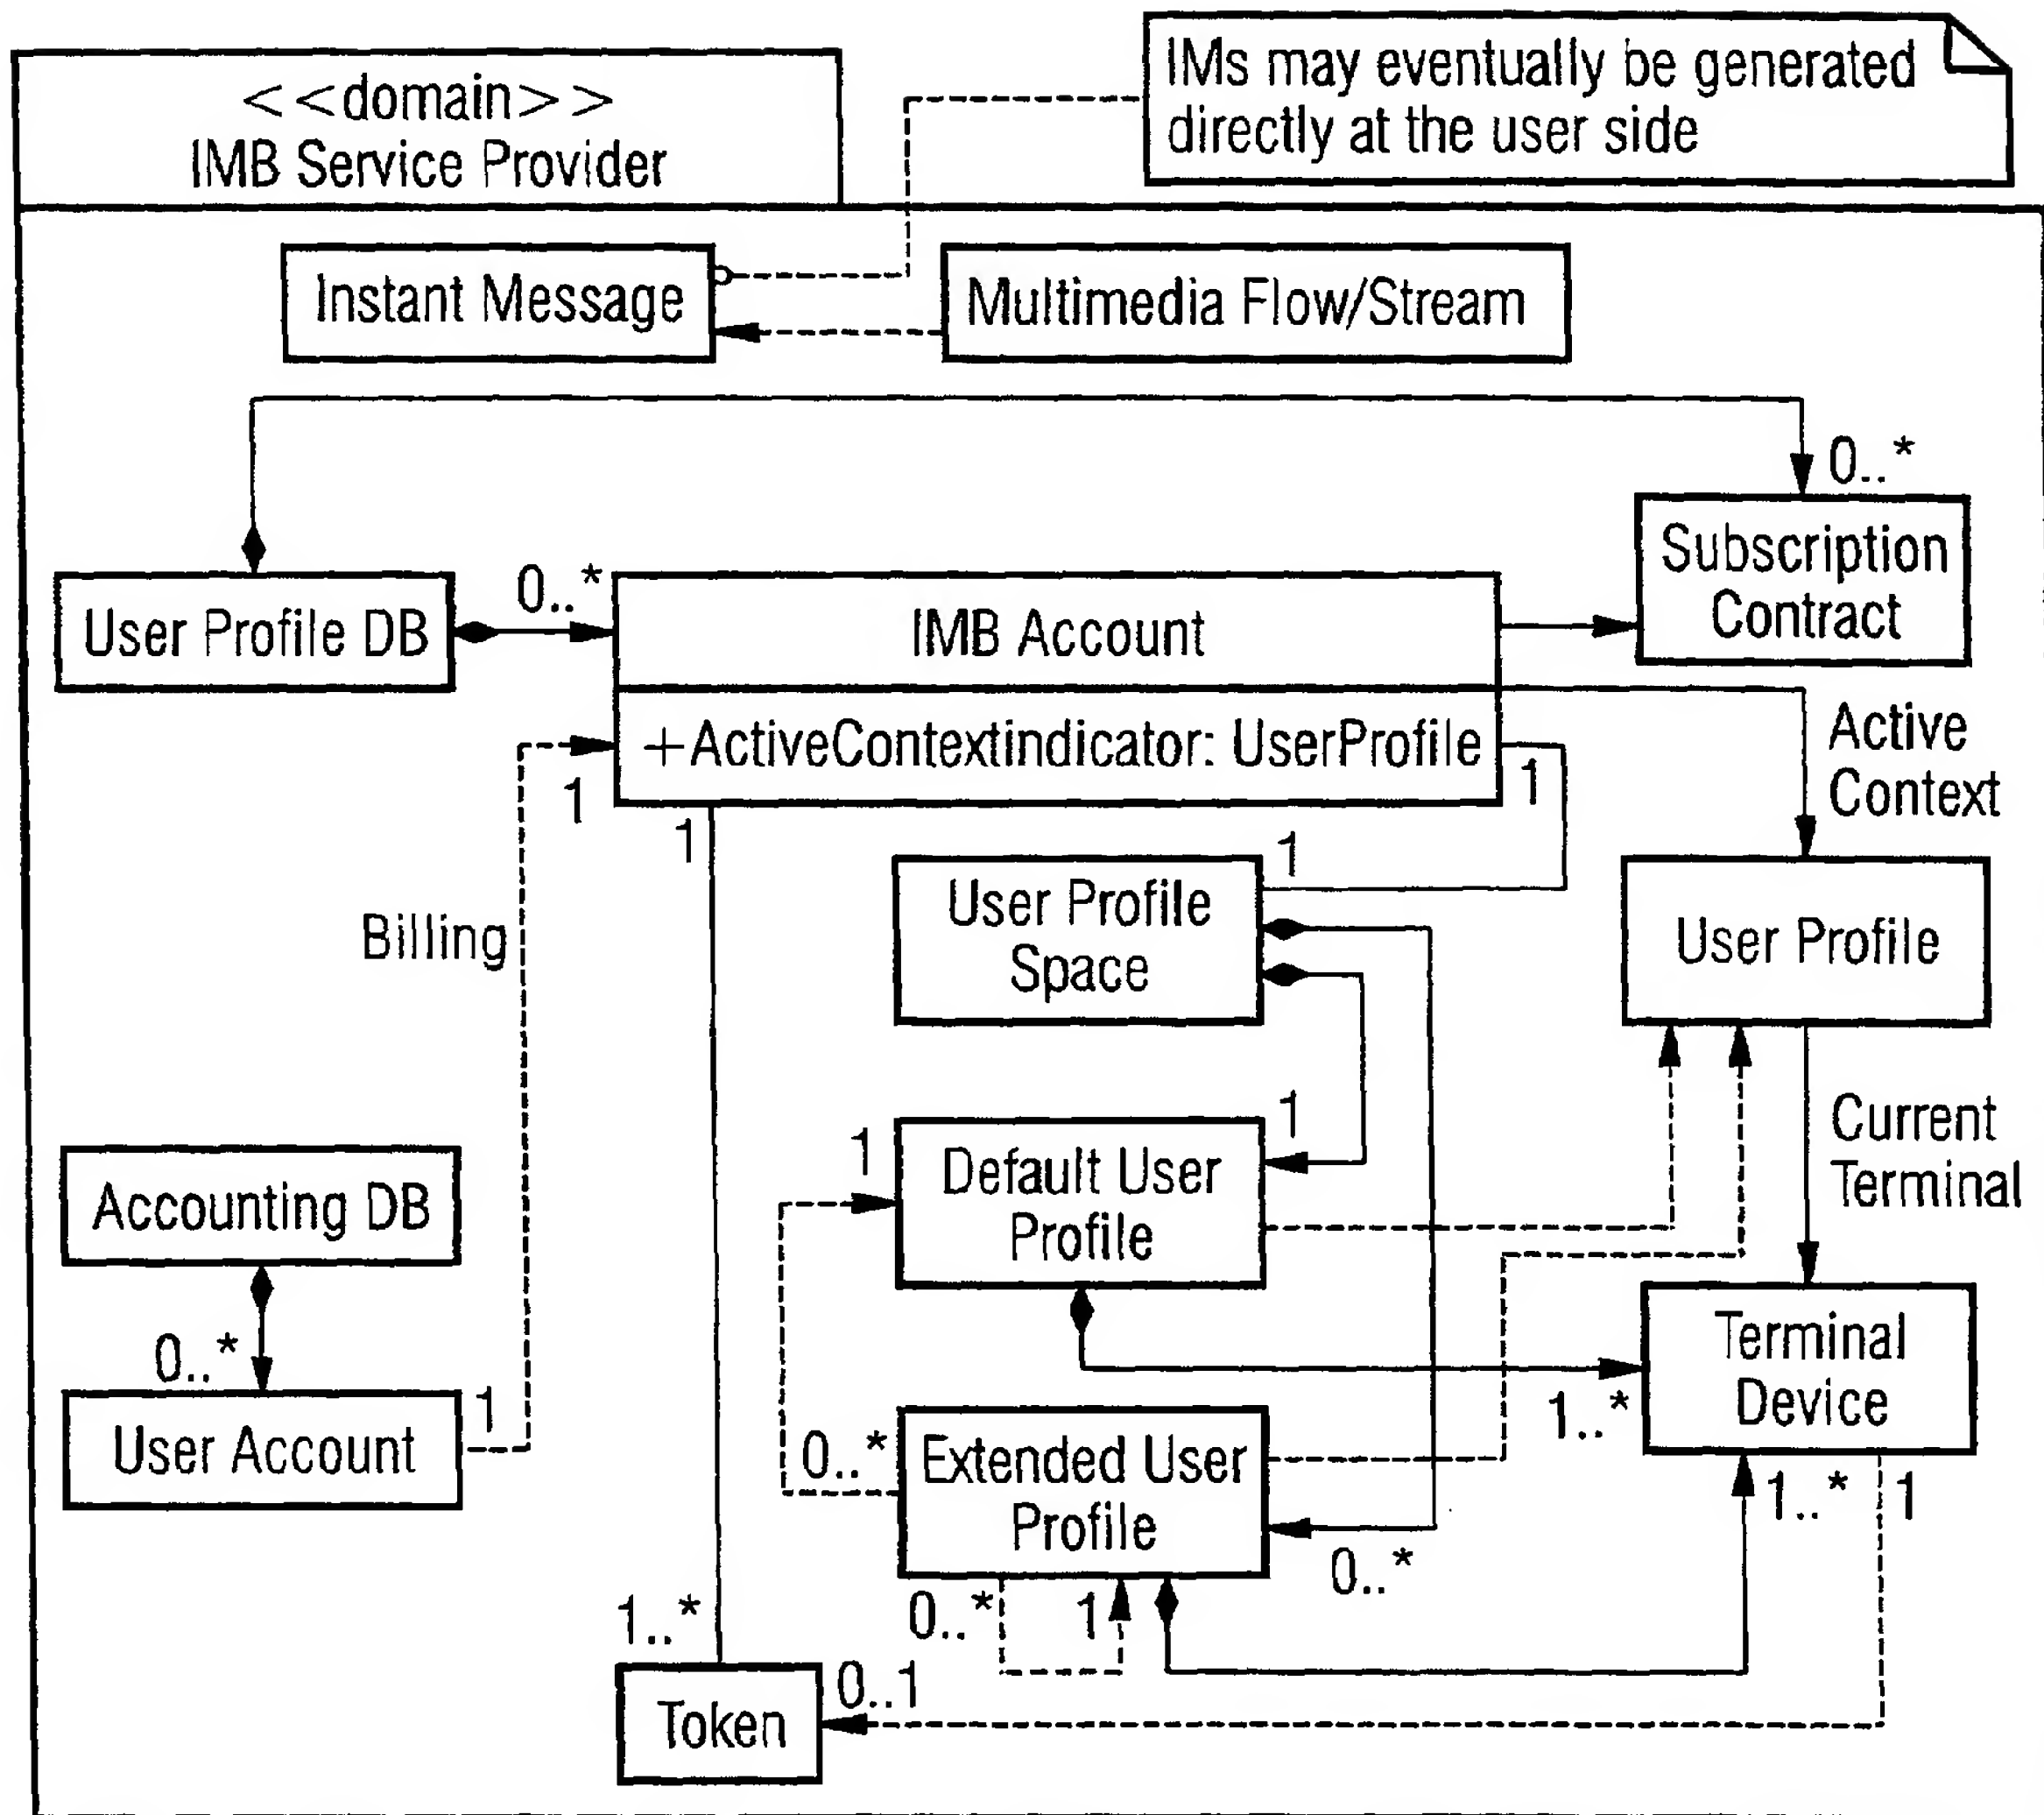 IMs may eventually be generated
directly at the user side
<<domain>>
IMB Service Provider
Instant Message
Multimedia Flow/Stream
0..*
Subscription
Contract
User Profile DB
0..*
IMB Account
+ActiveContextindicator: UserProfile
1
1
1
Active
Context
Billing
1
User Profile
Space
User Profile
1
1
Default User
Profile
Current
Terminal
Accounting DB
0..*
User Account
1
Terminal
Device
1..*
0..*
Extended User
Profile
0..*
1..*
1
0..*
1
1..*
0..1
Token